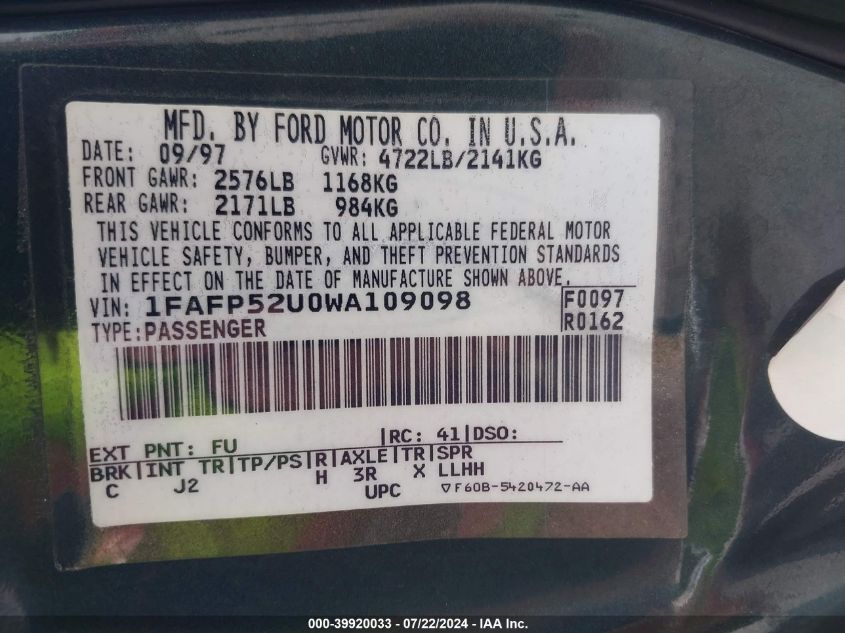 MFD. BY FORD MOTOR CO. IN U.S.A.
DATE: 09/97 GVWR: 4722LB/2141KG
FRONT GAWR: 2576LB 1168KG
REAR GAWR: 2171LB 984KG
THIS VEHICLE CONFORMS TO ALL APPLICABLE FEDERAL MOTOR
VEHICLE SAFETY, BUMPER, AND THEFT PREVENTION STANDARDS
IN EFFECT ON THE DATE OF MANUFACTURE SHOWN ABOVE.
VIN: 1FAFP52U0WA109098 F0097
TYPE: PASSENGER R0162
EXT PNT: FU RC: 41 DSO:
BRK INT TR TP/PS R AXLE TR SPR
C J2 H 3R X LLHH
UPC ▽F60B-5420472-AA
000-39920033 - 07/22/2024 - IAA Inc.